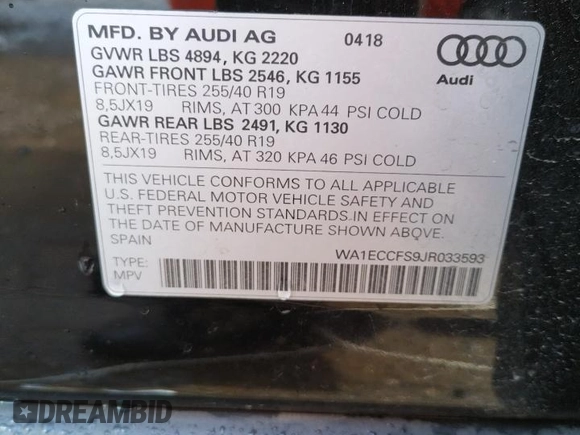 MFD. BY AUDI AG 0418
GVWR LBS 4894, KG 2220
GAWR FRONT LBS 2546, KG 1155
FRONT-TIRES 255/40 R19
8,5JX19 RIMS, AT 300 KPA 44 PSI COLD
GAWR REAR LBS 2491, KG 1130
REAR-TIRES 255/40 R19
8,5JX19 RIMS, AT 320 KPA 46 PSI COLD
Audi
THIS VEHICLE CONFORMS TO ALL APPLICABLE
U.S. FEDERAL MOTOR VEHICLE SAFETY AND
THEFT PREVENTION STANDARDS IN EFFECT ON
THE DATE OF MANUFACTURE SHOWN ABOVE.
SPAIN
WA1ECCFS9JR033593
TYPE:
MPV
DREAMBID